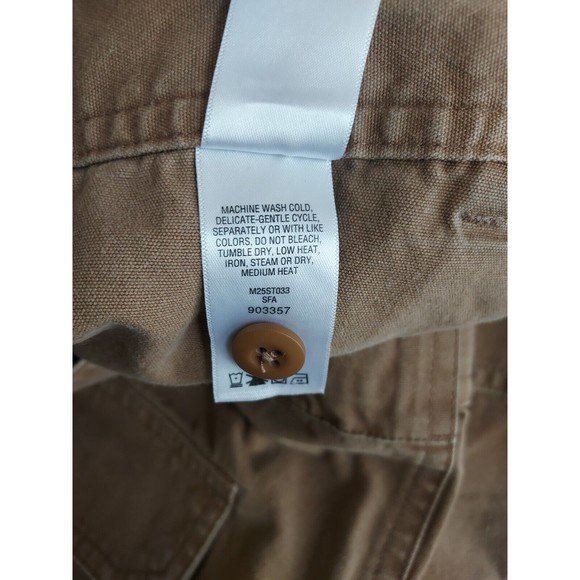 MACHINE WASH COLD,
DELICATE-GENTLE CYCLE,
SEPARATELY OR WITH LIKE
COLORS, DO NOT BLEACH,
TUMBLE DRY, LOW HEAT,
IRON, STEAM OR DRY,
MEDIUM HEAT
M25ST033
SFA
903357